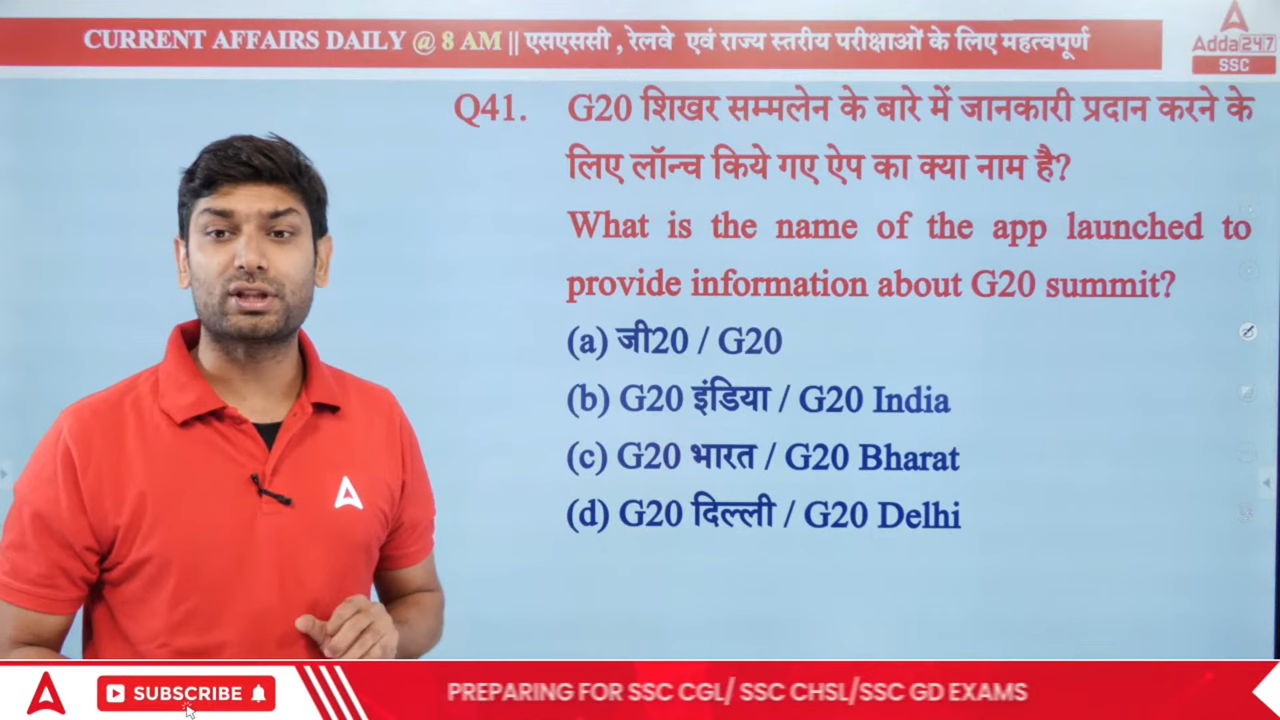 CURRENT AFFAIRS DAILY @ 8 AM || एसएससी , रेलवे एवं राज्य स्तरीय परीक्षाओं के लिए महत्वपूर्ण
Adda247
SSC
Q41. G20 शिखर सम्मलेन के बारे में जानकारी प्रदान करने के
लिए लॉन्च किये गए ऐप का क्या नाम है?
What is the name of the app launched to
provide information about G20 summit?
(a) जी20 / G20
(b) G20 इंडिया / G20 India
(c) G20 भारत / G20 Bharat
(d) G20 दिल्ली / G20 Delhi
SUBSCRIBE
PREPARING FOR SSC CGL/ SSC CHSL/SSC GD EXAMS